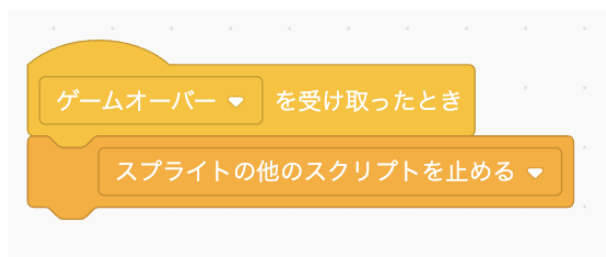 ゲームオーバー を受け取ったとき
スプライトの他のスクリプトを止める